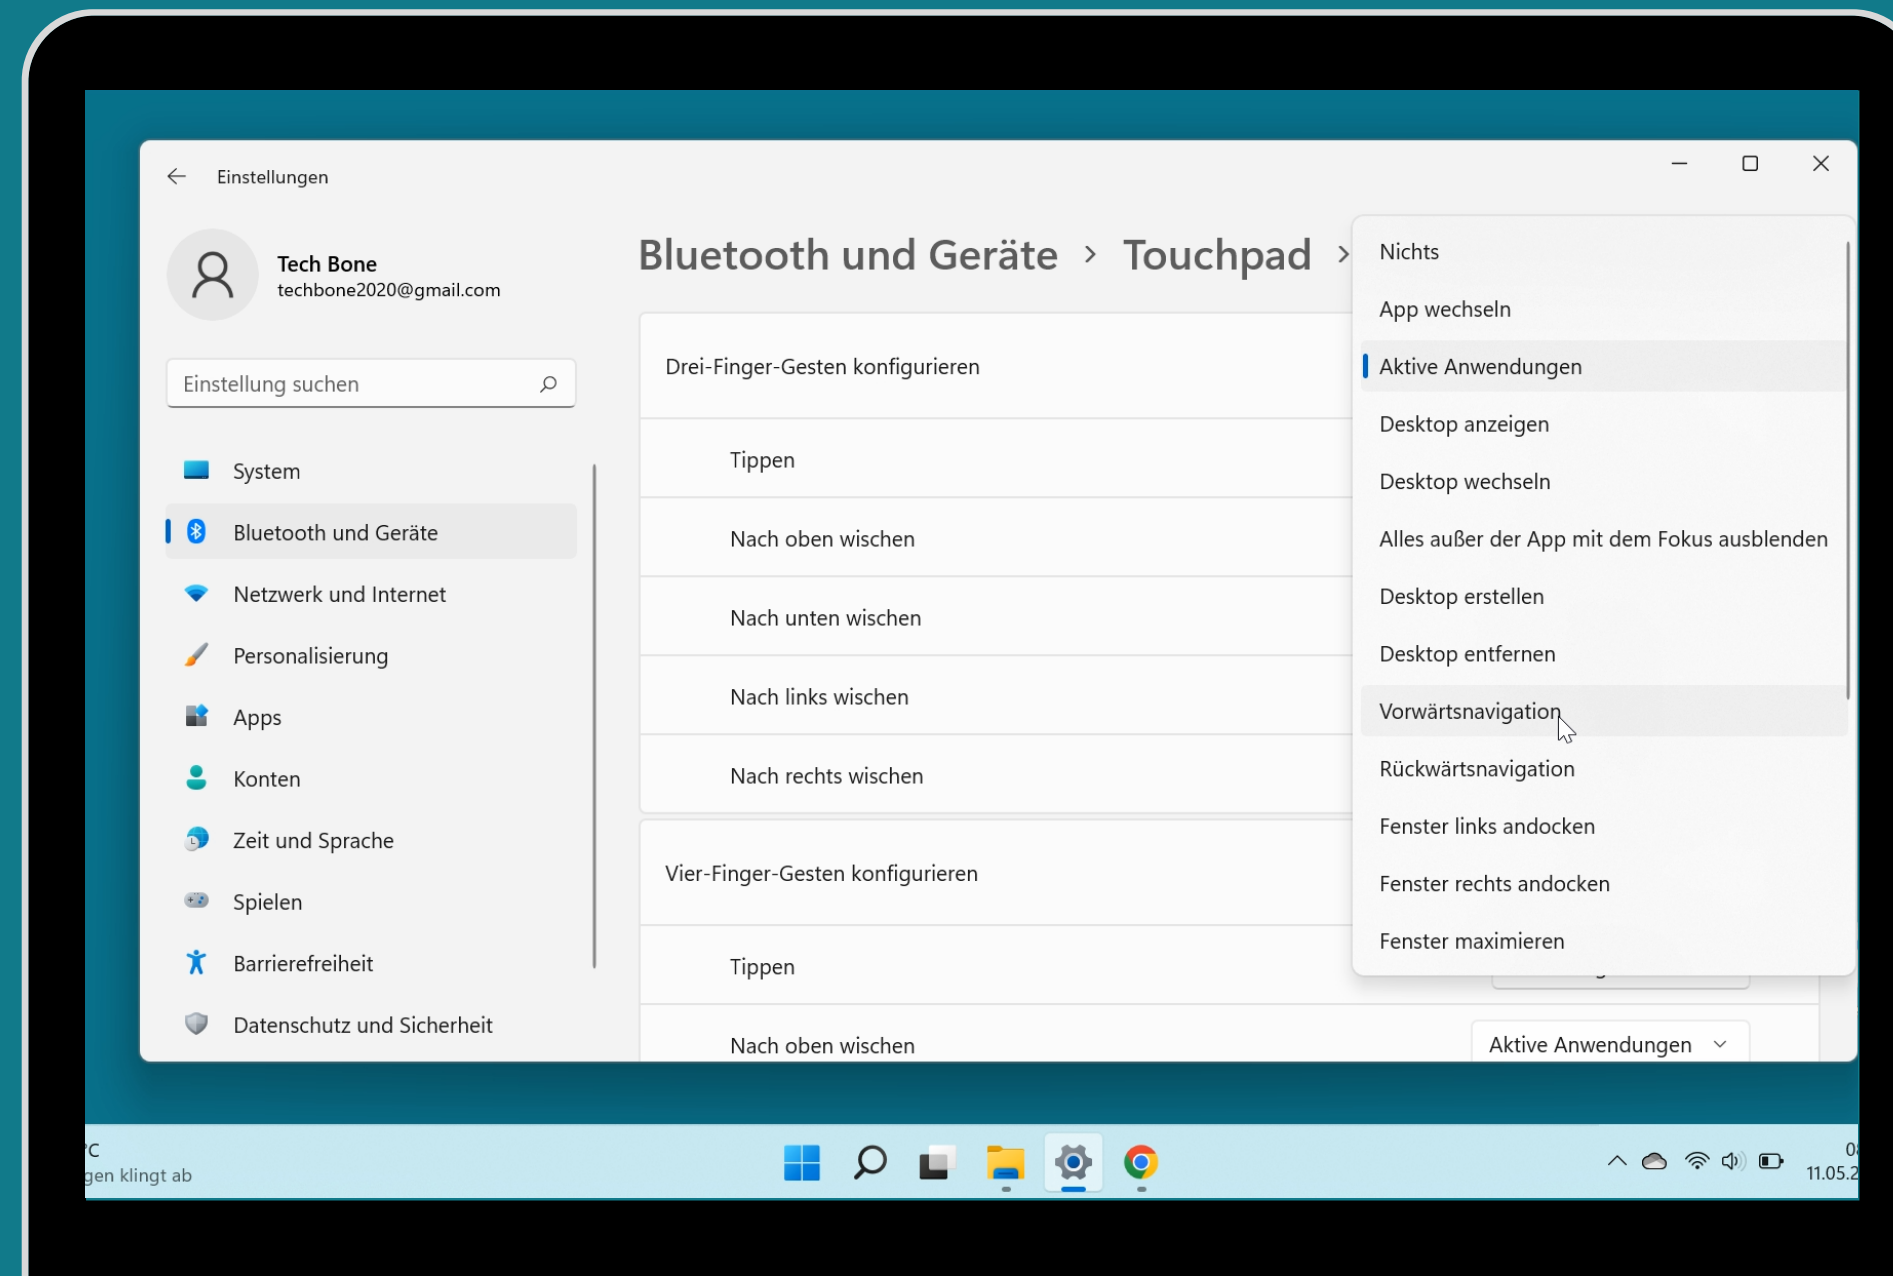 Einstellungen
Tech Bone
techbone2020@gmail.com
Einstellung suchen
System
Bluetooth und Geräte
Netzwerk und Internet
Personalisierung
Apps
Konten
Zeit und Sprache
Spielen
Barrierefreiheit
Datenschutz und Sicherheit
Bluetooth und Geräte › Touchpad ›
Drei-Finger-Gesten konfigurieren
Tippen
Nach oben wischen
Nach unten wischen
Nach links wischen
Nach rechts wischen
Vier-Finger-Gesten konfigurieren
Tippen
Nach oben wischen
Aktive Anwendungen
Nichts
App wechseln
Aktive Anwendungen
Desktop anzeigen
Desktop wechseln
Alles außer der App mit dem Fokus ausblenden
Desktop erstellen
Desktop entfernen
Vorwärtsnavigation
Rückwärtsnavigation
Fenster links andocken
Fenster rechts andocken
Fenster maximieren
°C
gen klingt ab
11.05.2